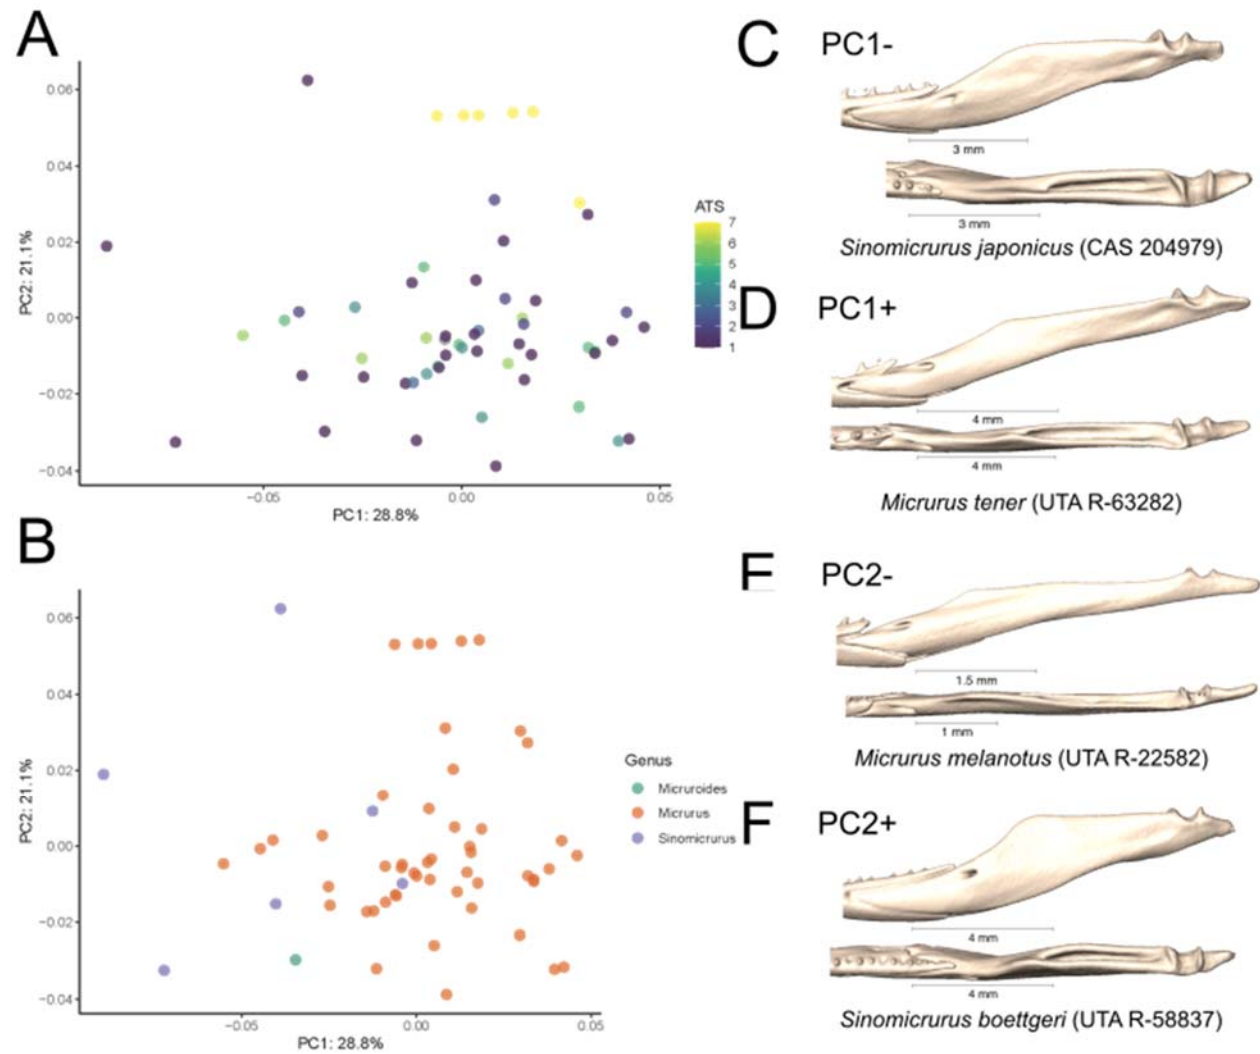 A
0.06
0.04
0.02
0.00
−0.02
−0.04
PC2: 21.1%
−0.05 0.00 0.05
PC1: 28.8%
ATS
7
6
5
4
3
2
1
B
0.06
0.04
0.02
0.00
−0.02
−0.04
PC2: 21.1%
−0.05 0.00 0.05
PC1: 28.8%
Genus
Micruroides
Micrurus
Sinomicrurus
C PC1-
3 mm
3 mm
Sinomicrurus japonicus (CAS 204979)
D PC1+
4 mm
4 mm
Micrurus tener (UTA R-63282)
E PC2-
1.5 mm
1 mm
Micrurus melanotus (UTA R-22582)
F PC2+
4 mm
4 mm
Sinomicrurus boettgeri (UTA R-58837)